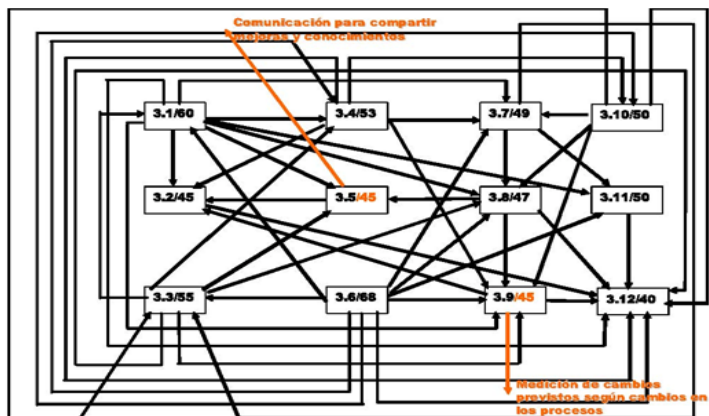 Comunicación para compartir
mejoras y conocimientos
3.1/60
3.4/53
3.7/49
3.10/50
3.2/45
3.5/45
3.8/47
3.11/50
3.3/55
3.6/68
3.9/45
3.12/40
Medición de cambios
previstos según cambios en
los procesos